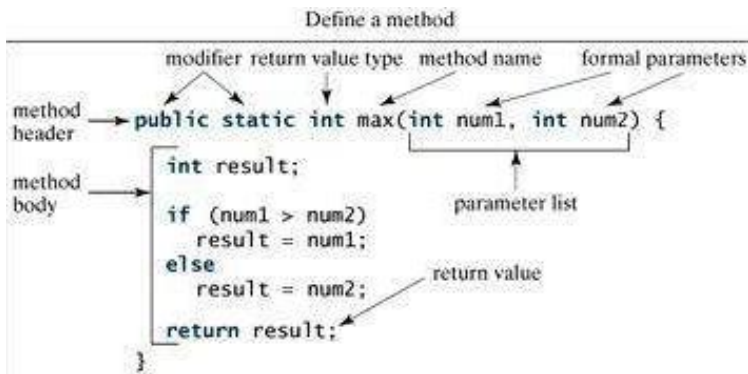 Define a method
modifier return value type method name formal parameters
method header
public static int max(int num1, int num2) {
parameter list
method body
int result;
if (num1 > num2)
result = num1;
else
result = num2;
return value
return result;
}